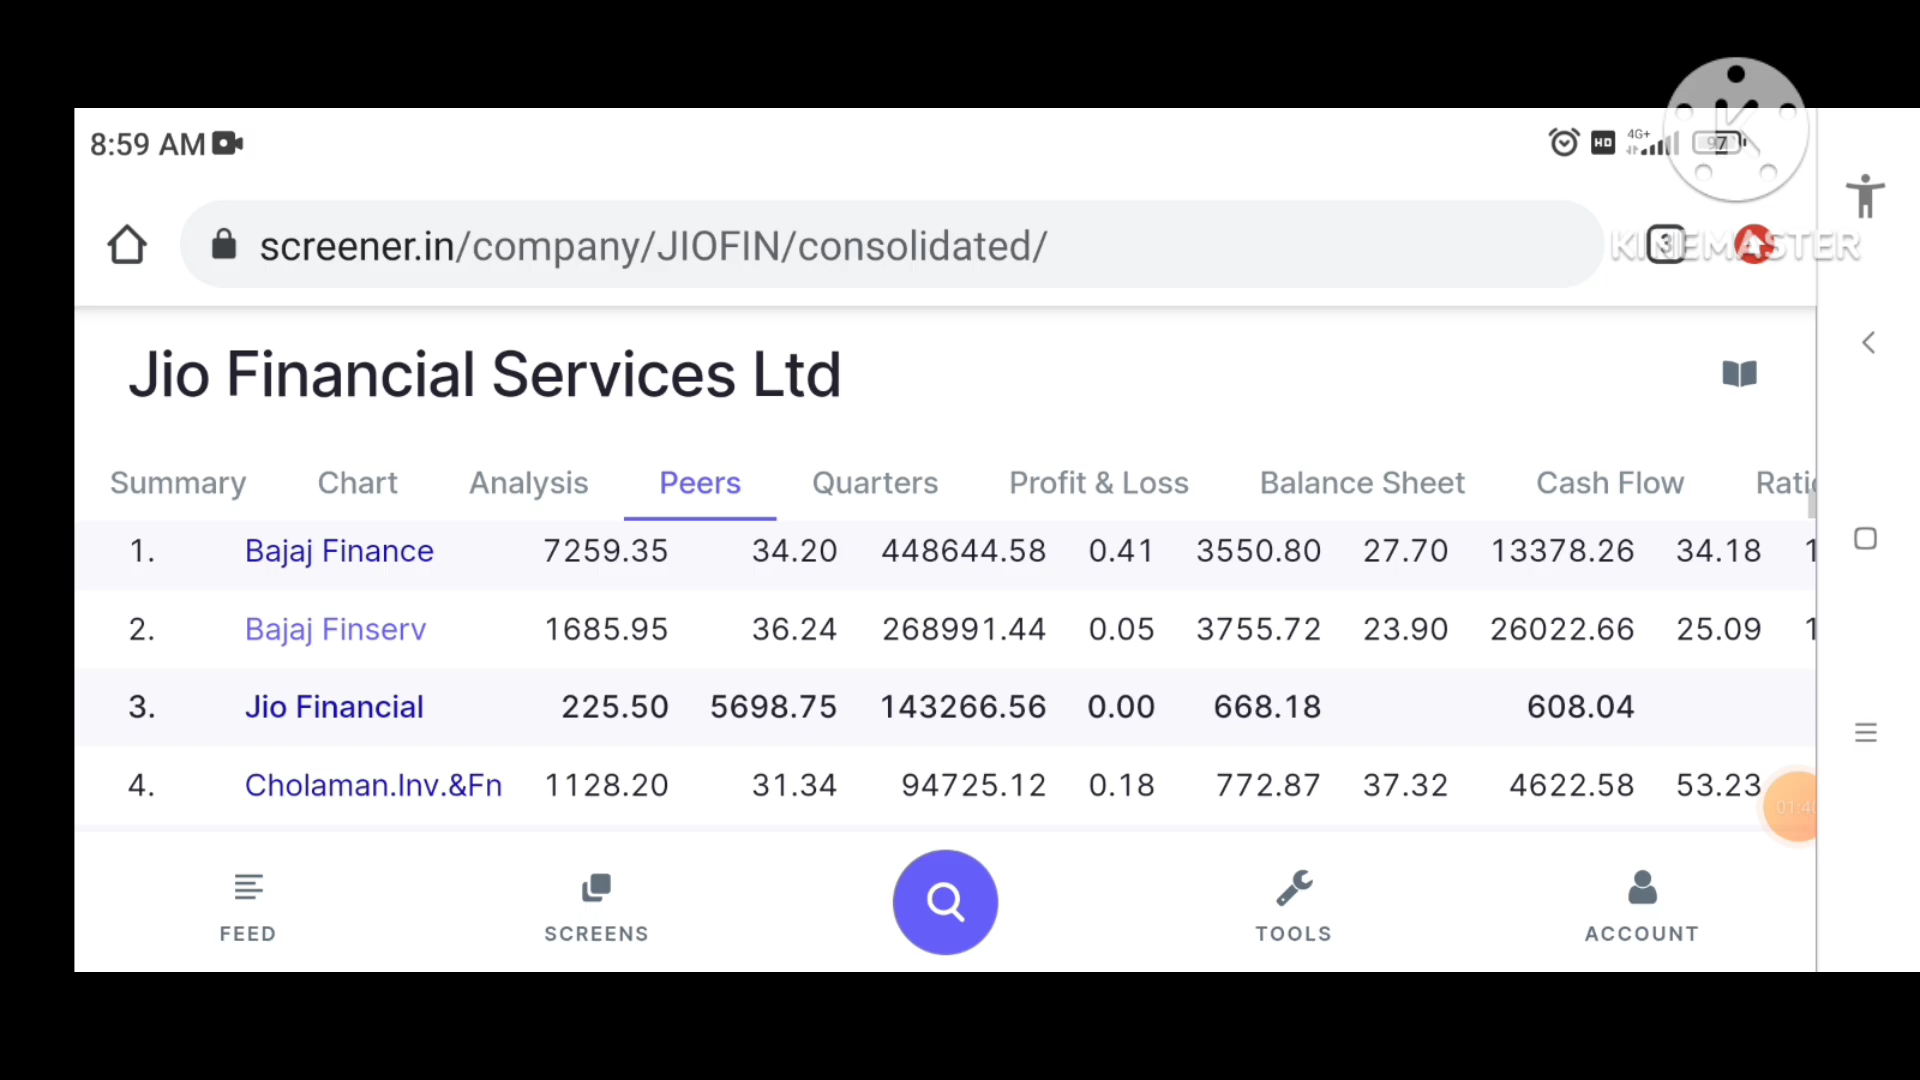 8:59 AM
HD
4G+
97
screener.in/company/JIOFIN/consolidated/
3
KINEMASTER
Jio Financial Services Ltd
Summary Chart Analysis Peers Quarters Profit & Loss Balance Sheet Cash Flow
1. Bajaj Finance 7259.35 34.20 448644.58 0.41 3550.80 27.70 13378.26 34.18
2. Bajaj Finserv 1685.95 36.24 268991.44 0.05 3755.72 23.90 26022.66 25.09
3. Jio Financial 225.50 5698.75 143266.56 0.00 668.18 608.04
4. Cholaman.Inv.&Fn 1128.20 31.34 94725.12 0.18 772.87 37.32 4622.58 53.23
FEED SCREENS TOOLS ACCOUNT